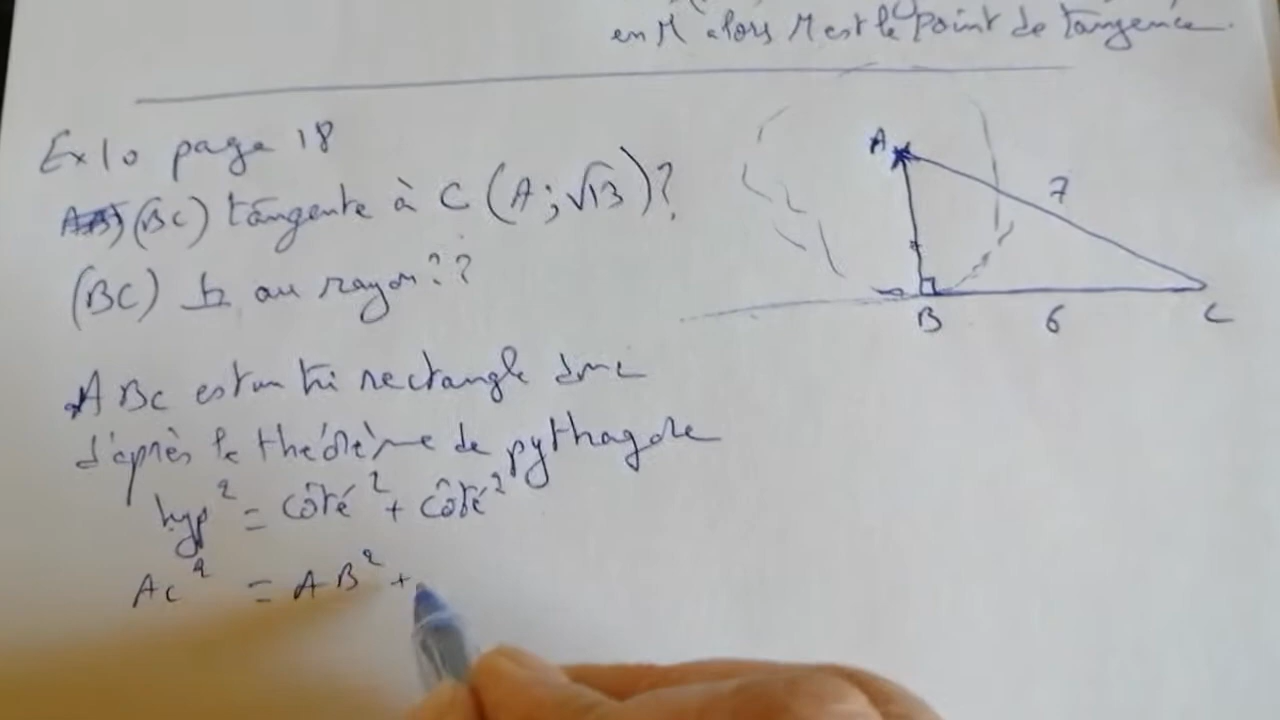 en M alors M est le point de tangence.
Ex 10 page 18
(BC) tangente à C (A ; √13) ?
(BC) ⊥ au rayon ??
ABC est un tri rectangle donc
d'après le théorème de pythagore
hyp² = côté² + côté²
AC² = AB² +
A
7
B
6
C